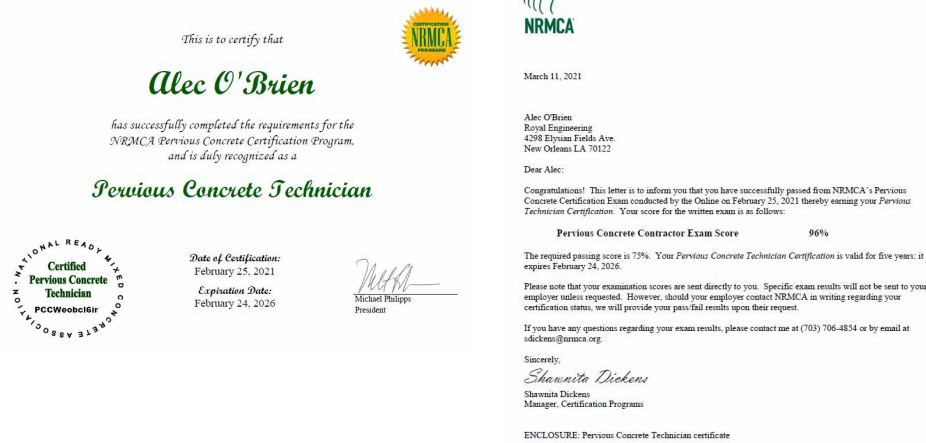 This is to certify that
CERTIFICATION
NRMCA
PROGRAMS
Alec O'Brien
has successfully completed the requirements for the
NRMCA Pervious Concrete Certification Program,
and is duly recognized as a
Pervious Concrete Technician
NATIONAL READY MIXED CONCRETE ASSOCIATION
Certified
Pervious Concrete
Technician
PCCWeobcl6ir
Date of Certification:
February 25, 2021
Expiration Date:
February 24, 2026
Michael Philipps
President
NRMCA
March 11, 2021
Alec O'Brien
Royal Engineering
4298 Elysian Fields Ave.
New Orleans LA 70122
Dear Alec:
Congratulations! This letter is to inform you that you have successfully passed from NRMCA's Pervious
Concrete Certification Exam conducted by the Online on February 25, 2021 thereby earning your Pervious
Technician Certification. Your score for the written exam is as follows:
Pervious Concrete Contractor Exam Score 96%
The required passing score is 75%. Your Pervious Concrete Technician Certification is valid for five years: it
expires February 24, 2026.
Please note that your examination scores are sent directly to you. Specific exam results will not be sent to your
employer unless requested. However, should your employer contact NRMCA in writing regarding your
certification status, we will provide your pass/fail results upon their request.
If you have any questions regarding your exam results, please contact me at (703) 706-4854 or by email at
sdickens@nrmca.org.
Sincerely,
Shawnita Dickens
Shawnita Dickens
Manager, Certification Programs
ENCLOSURE: Pervious Concrete Technician certificate